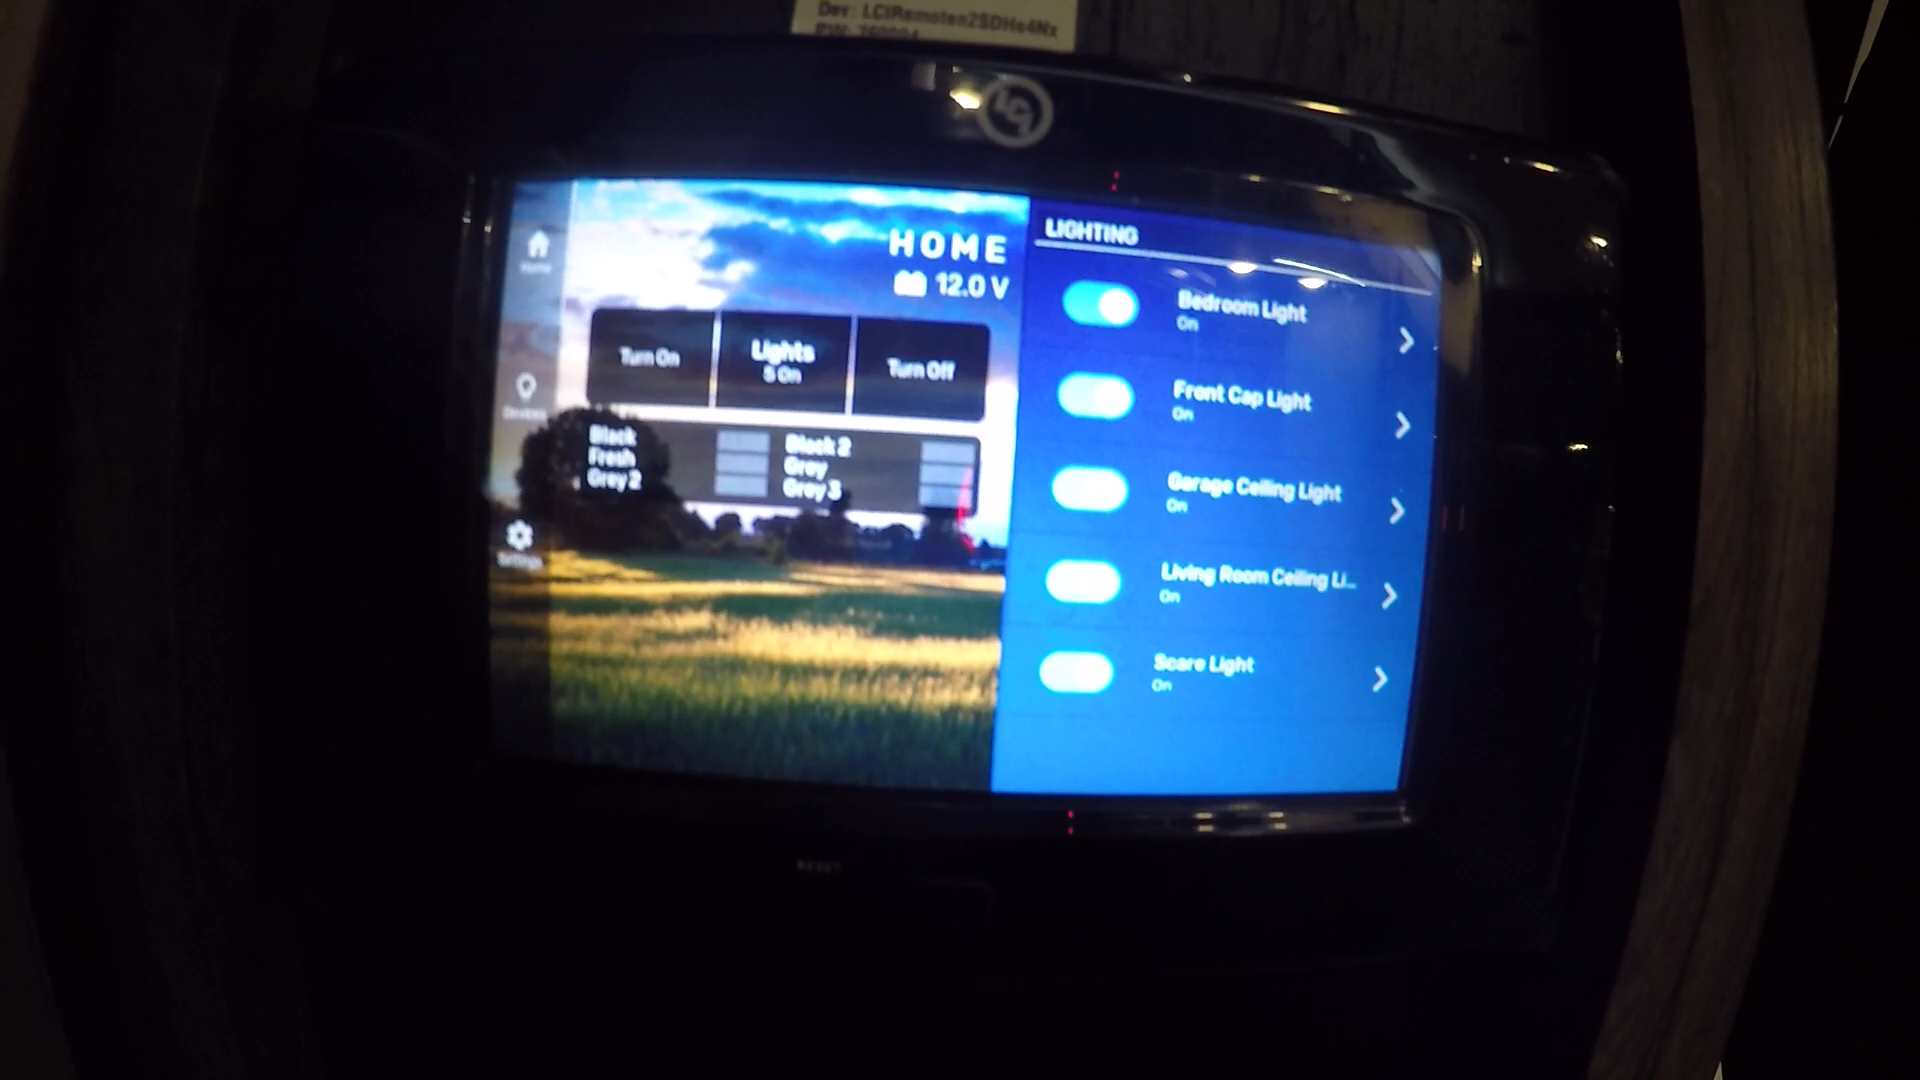 Dev: LCIRemoten2SDHs4Nx
LCI
HOME
12.0 V
Home
Turn On
Lights
5 On
Turn Off
Devices
Black
Black 2
Fresh
Grey
Grey 2
Grey 3
Settings
LIGHTING
Bedroom Light
On
Front Cap Light
On
Garage Ceiling Light
On
Living Room Ceiling Li...
On
Scare Light
On
RESET